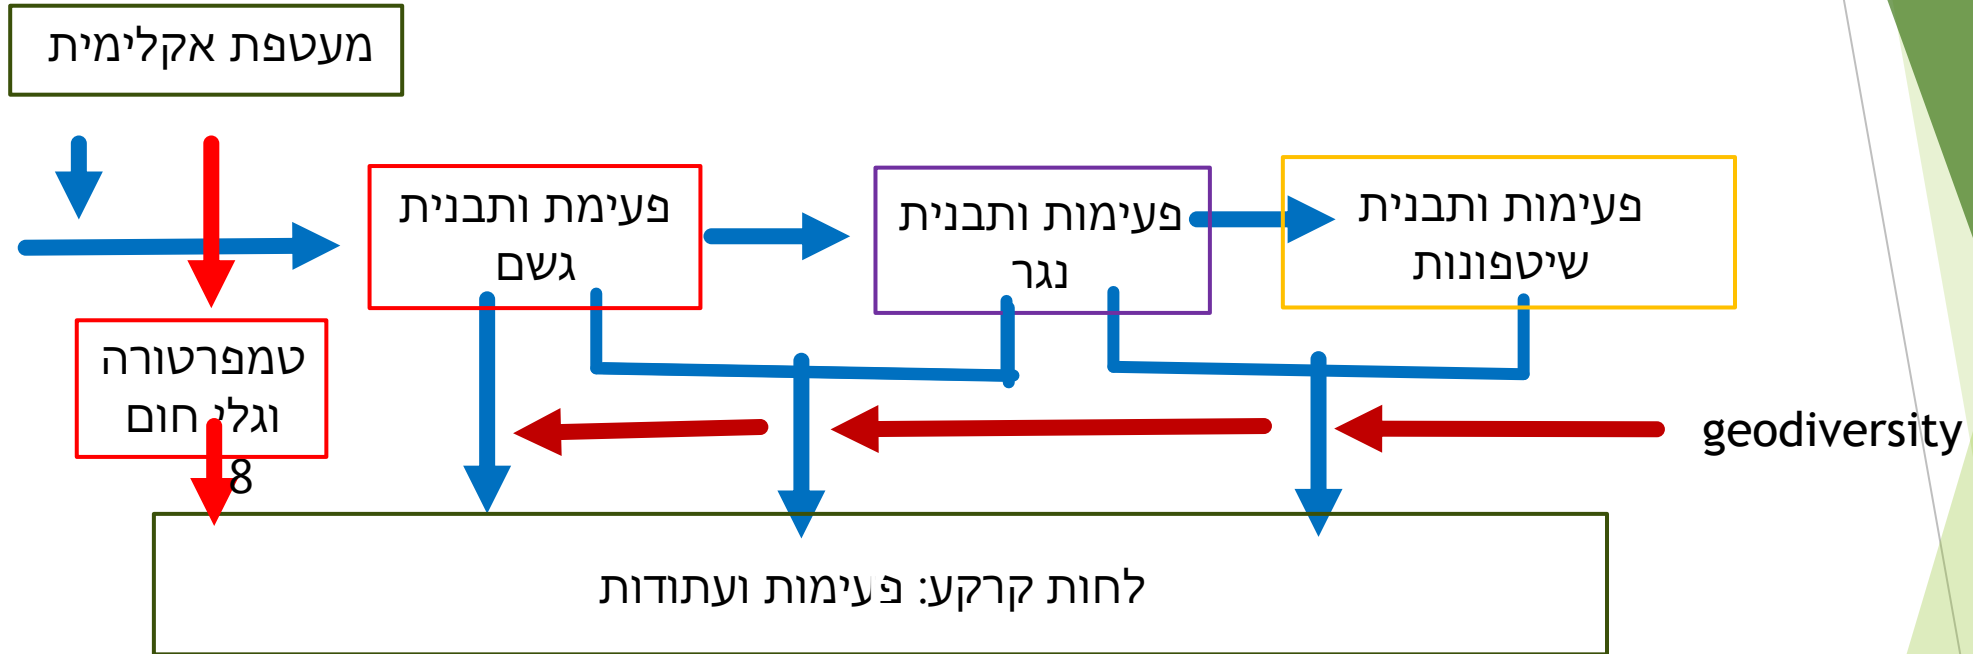 מעטפת אקלימית
פעימת ותבנית
גשם
פעימות ותבנית
נגר
פעימות ותבנית
שיטפונות
טמפרטורה
וגלי חום
geodiversity
8
לחות קרקע: פעימות ועתודות